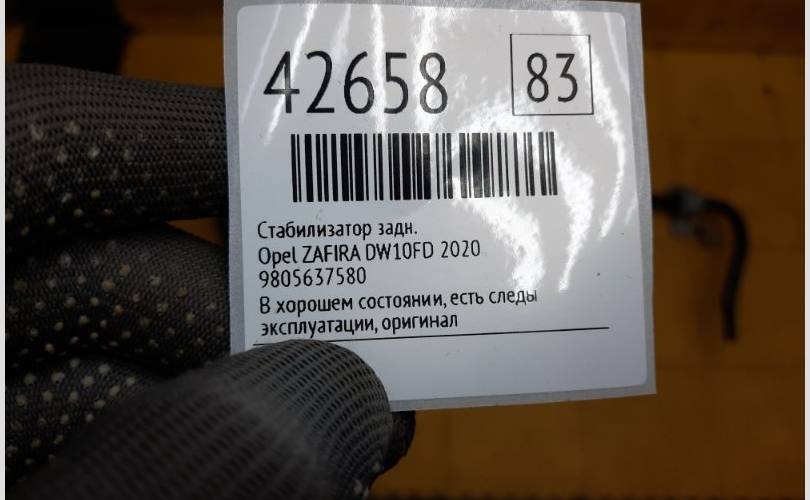 42658 83
Стабилизатор задн.
Opel ZAFIRA DW10FD 2020
9805637580
В хорошем состоянии, есть следы
эксплуатации, оригинал